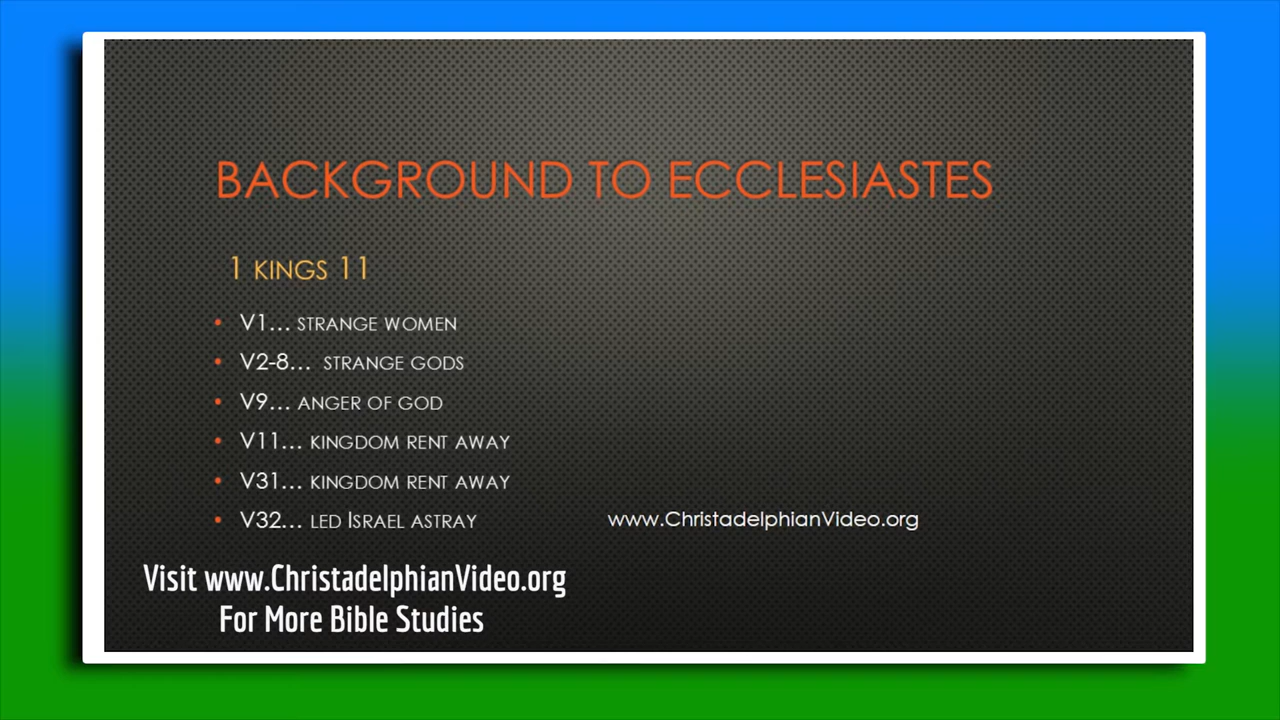 BACKGROUND TO ECCLESIASTES
1 KINGS 11
• V1... STRANGE WOMEN
• V2-8... STRANGE GODS
• V9... ANGER OF GOD
• V11... KINGDOM RENT AWAY
• V31... KINGDOM RENT AWAY
• V32... LED ISRAEL ASTRAY
www.ChristadelphianVideo.org
Visit www.ChristadelphianVideo.org
For More Bible Studies